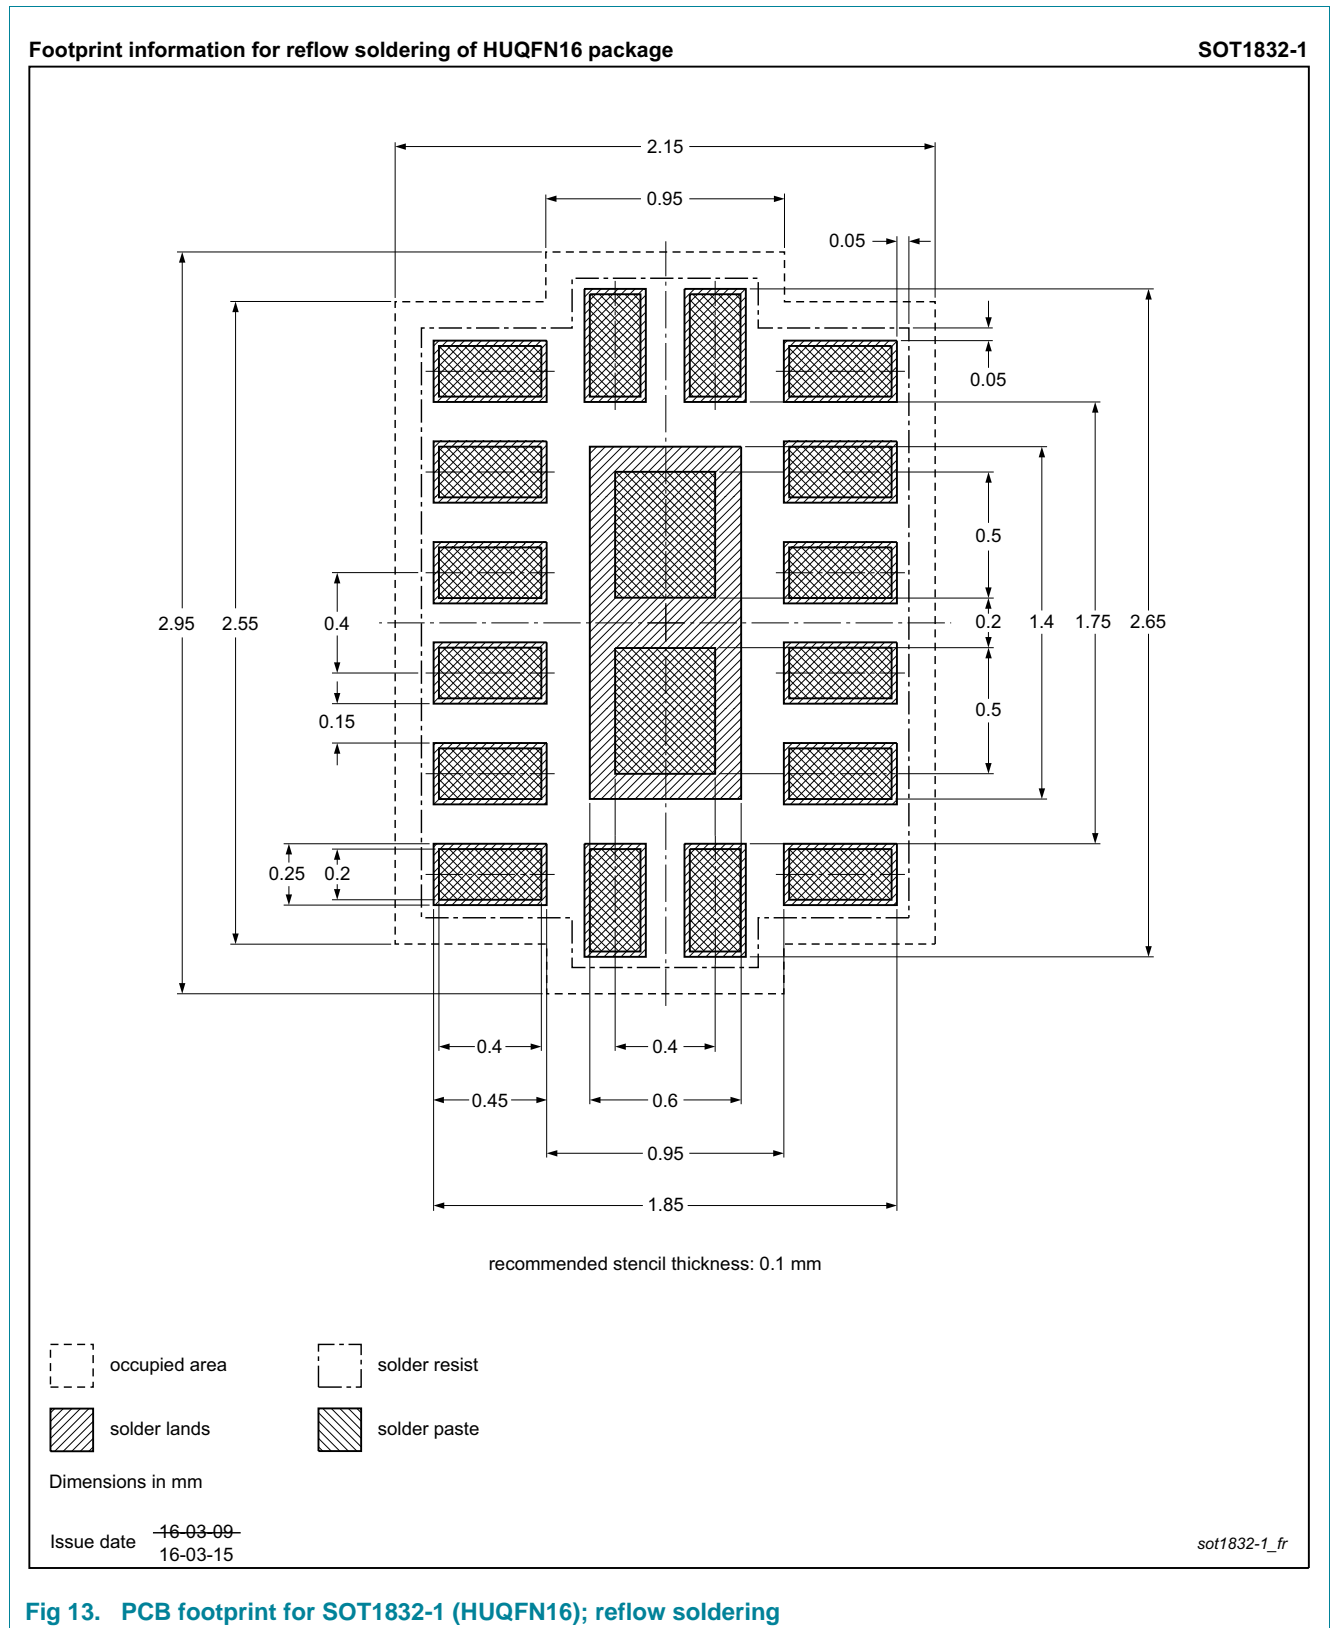 Footprint information for reflow soldering of HUQFN16 package SOT1832-1
2.15
0.95
0.05
0.05
0.5
2.95 2.55 0.4 0.2 1.4 1.75 2.65
0.5
0.15
0.25 0.2
0.4 0.4
0.45 0.6
0.95
1.85
recommended stencil thickness: 0.1 mm
occupied area solder resist
solder lands solder paste
Dimensions in mm
Issue date 16-03-09
16-03-15
sot1832-1_fr
Fig 13. PCB footprint for SOT1832-1 (HUQFN16); reflow soldering